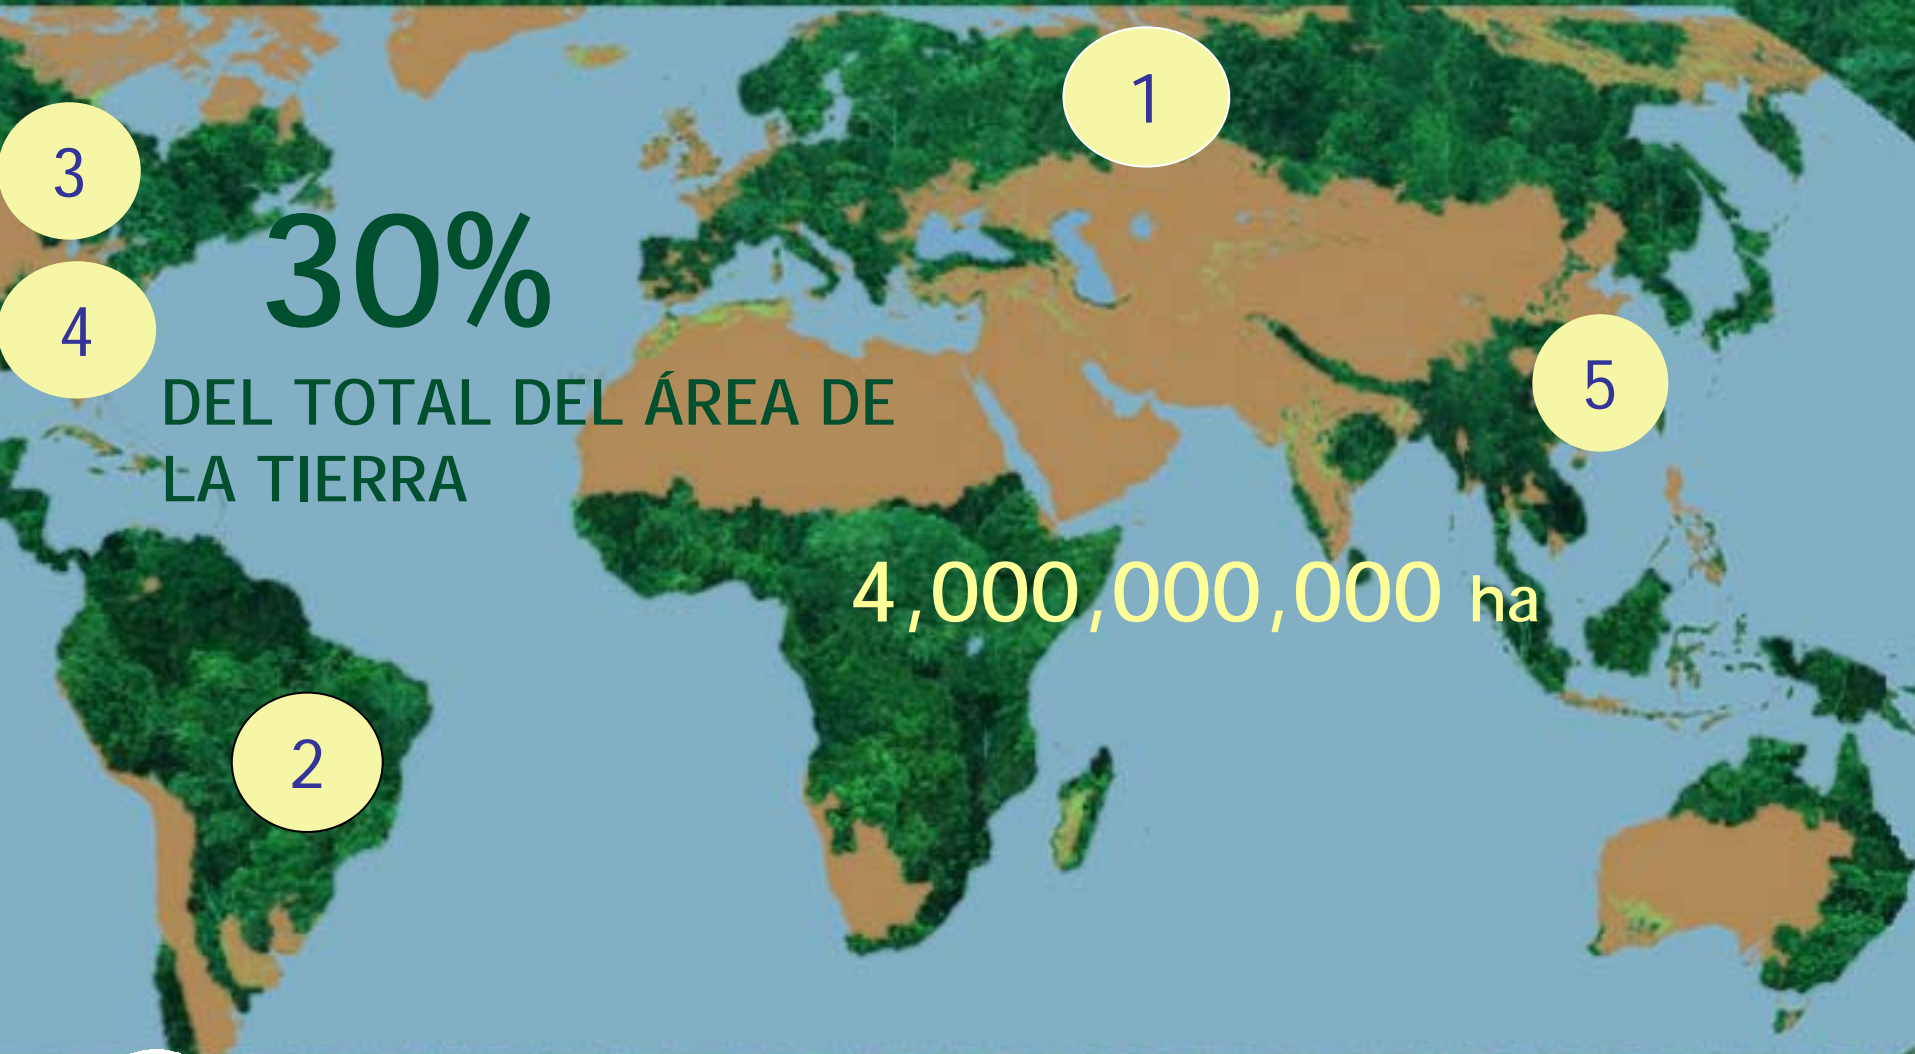 1
3
30%
4
DEL TOTAL DEL ÁREA DE
LA TIERRA
5
4,000,000,000 ha
2